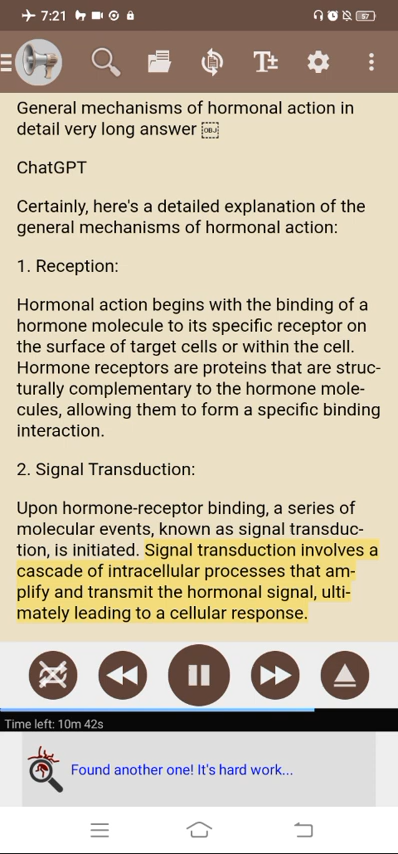 7:21
57
T±
General mechanisms of hormonal action in
detail very long answer OBJ
ChatGPT
Certainly, here's a detailed explanation of the
general mechanisms of hormonal action:
1. Reception:
Hormonal action begins with the binding of a
hormone molecule to its specific receptor on
the surface of target cells or within the cell.
Hormone receptors are proteins that are struc-
turally complementary to the hormone mole-
cules, allowing them to form a specific binding
interaction.
2. Signal Transduction:
Upon hormone-receptor binding, a series of
molecular events, known as signal transduc-
tion, is initiated. Signal transduction involves a
cascade of intracellular processes that am-
plify and transmit the hormonal signal, ulti-
mately leading to a cellular response.
Time left: 10m 42s
Found another one! It's hard work...